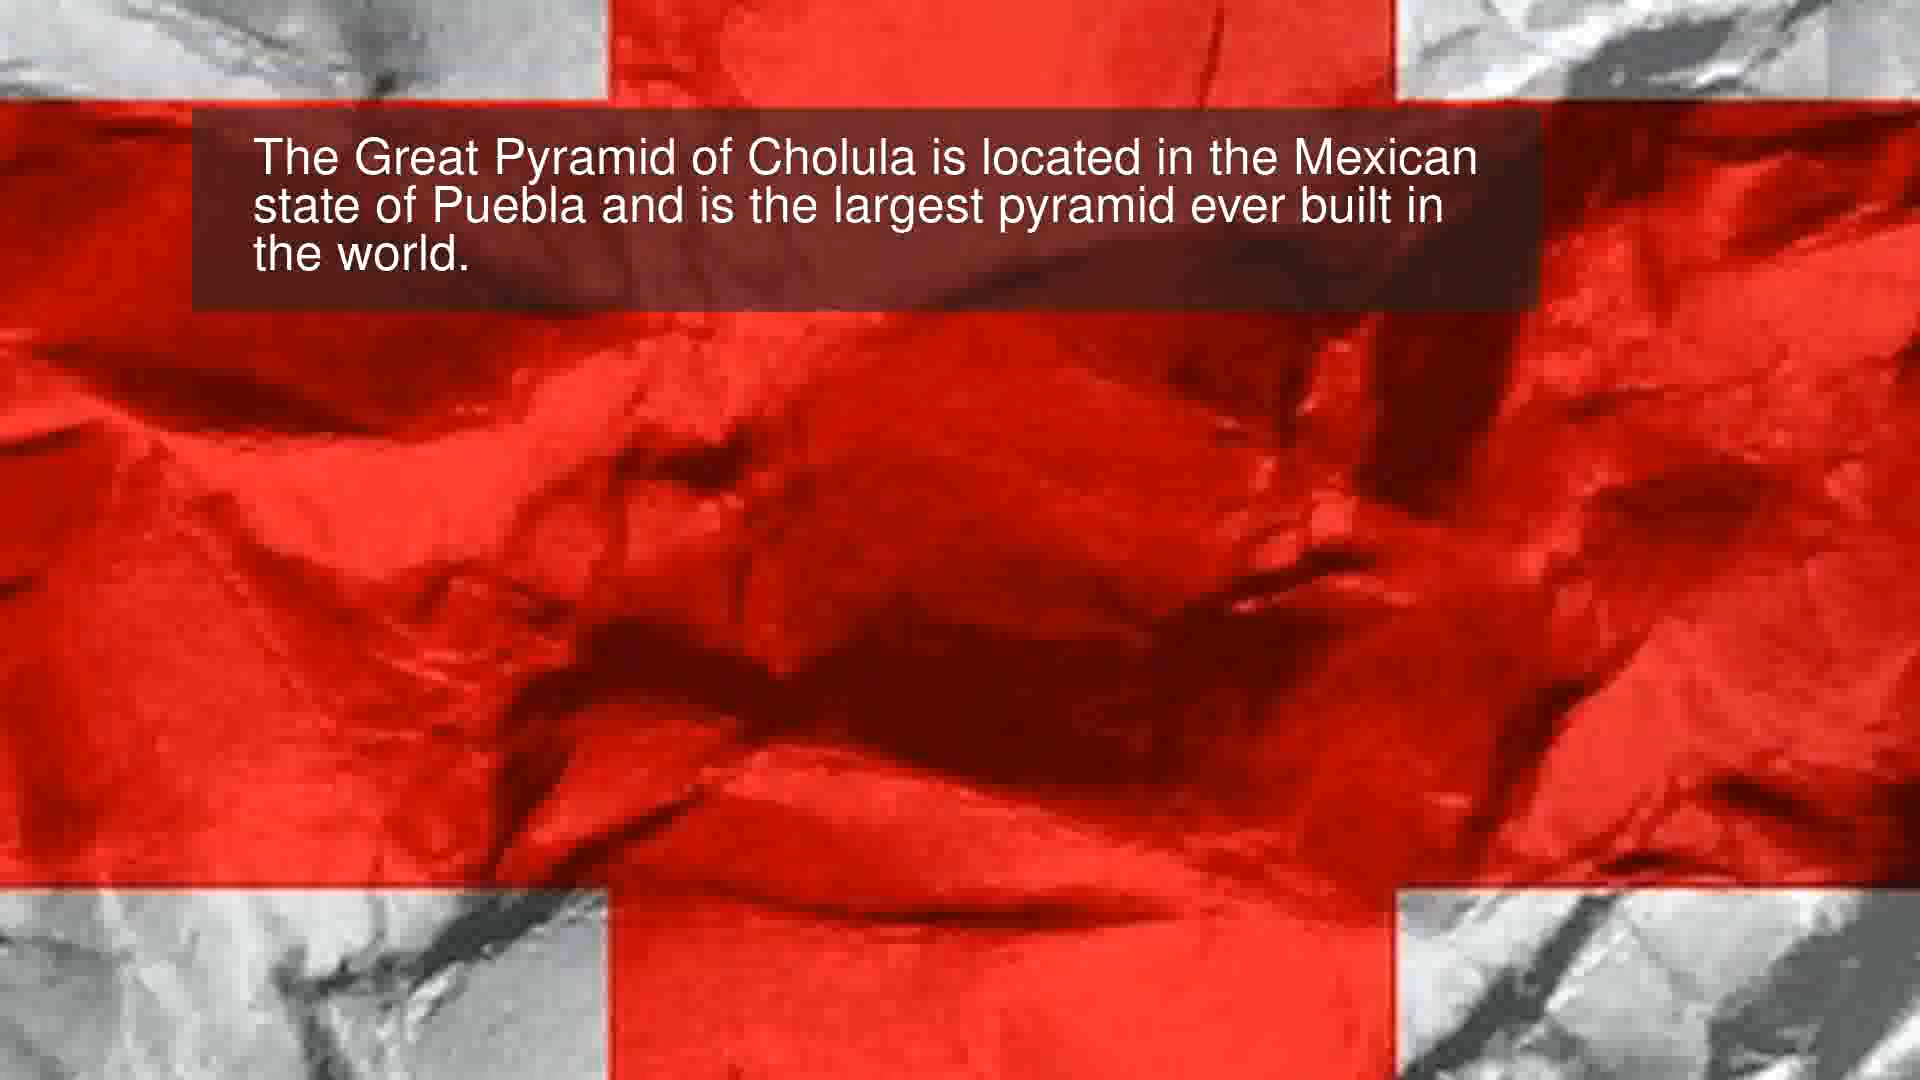 The Great Pyramid of Cholula is located in the Mexican
state of Puebla and is the largest pyramid ever built in
the world.